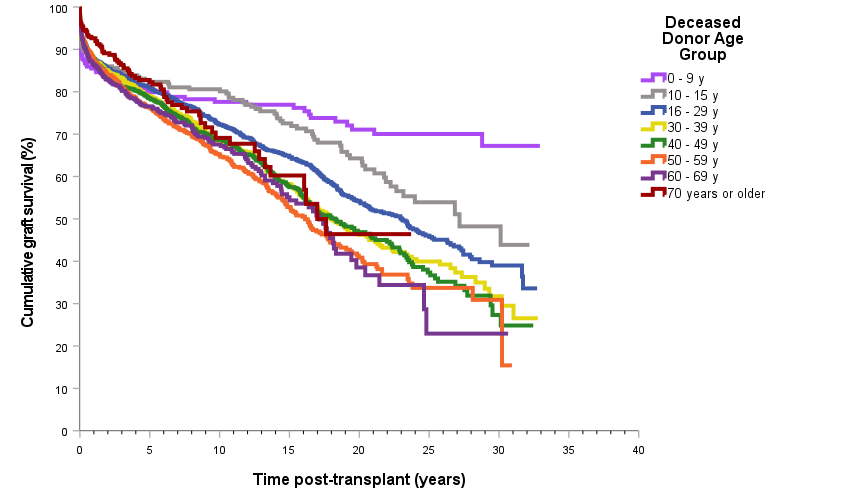 Deceased
Donor Age
Group
0 - 9 y
10 - 15 y
16 - 29 y
30 - 39 y
40 - 49 y
50 - 59 y
60 - 69 y
70 years or older
Cumulative graft survival (%)
100
90
80
70
60
50
40
30
20
10
0
0 5 10 15 20 25 30 35 40
Time post-transplant (years)